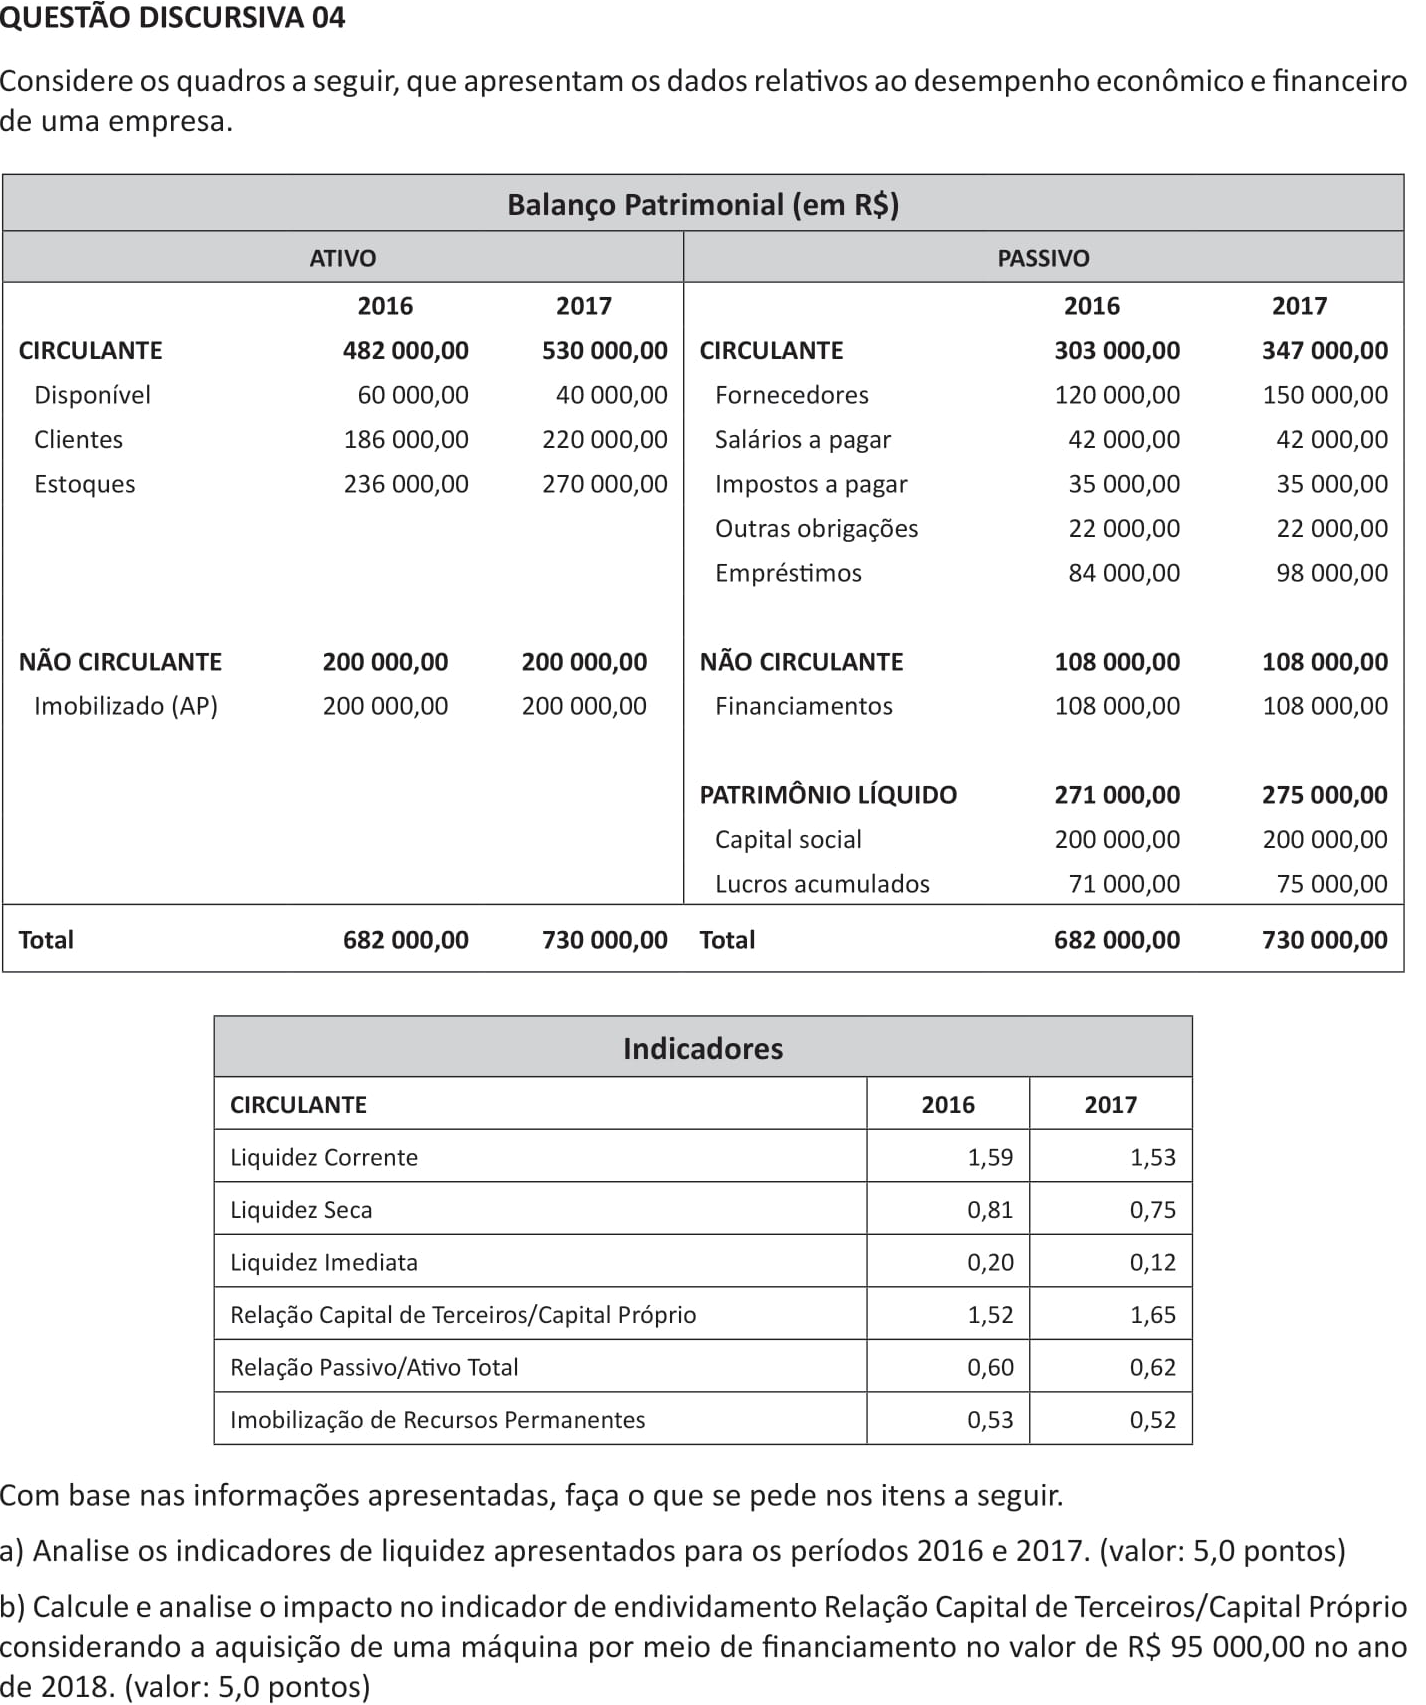 QUESTÃO DISCURSIVA 04
Considere os quadros a seguir, que apresentam os dados relativos ao desempenho econômico e financeiro
de uma empresa.
Balanço Patrimonial (em R$)
ATIVO PASSIVO
2016 2017 2016 2017
CIRCULANTE 482 000,00 530 000,00 CIRCULANTE 303 000,00 347 000,00
Disponível 60 000,00 40 000,00 Fornecedores 120 000,00 150 000,00
Clientes 186 000,00 220 000,00 Salários a pagar 42 000,00 42 000,00
Estoques 236 000,00 270 000,00 Impostos a pagar 35 000,00 35 000,00
Outras obrigações 22 000,00 22 000,00
Empréstimos 84 000,00 98 000,00
NÃO CIRCULANTE 200 000,00 200 000,00 NÃO CIRCULANTE 108 000,00 108 000,00
Imobilizado (AP) 200 000,00 200 000,00 Financiamentos 108 000,00 108 000,00
PATRIMÔNIO LÍQUIDO 271 000,00 275 000,00
Capital social 200 000,00 200 000,00
Lucros acumulados 71 000,00 75 000,00
Total 682 000,00 730 000,00 Total 682 000,00 730 000,00
Indicadores
CIRCULANTE 2016 2017
Liquidez Corrente 1,59 1,53
Liquidez Seca 0,81 0,75
Liquidez Imediata 0,20 0,12
Relação Capital de Terceiros/Capital Próprio 1,52 1,65
Relação Passivo/Ativo Total 0,60 0,62
Imobilização de Recursos Permanentes 0,53 0,52
Com base nas informações apresentadas, faça o que se pede nos itens a seguir.
a) Analise os indicadores de liquidez apresentados para os períodos 2016 e 2017. (valor: 5,0 pontos)
b) Calcule e analise o impacto no indicador de endividamento Relação Capital de Terceiros/Capital Próprio
considerando a aquisição de uma máquina por meio de financiamento no valor de R$ 95 000,00 no ano
de 2018. (valor: 5,0 pontos)